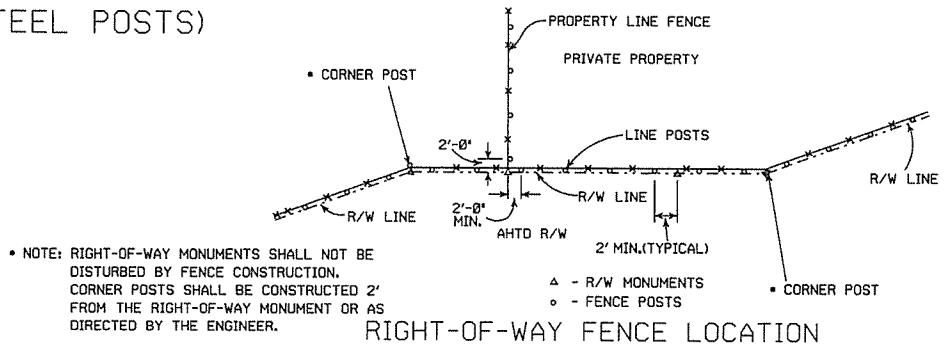 TEEL POSTS)
PROPERTY LINE FENCE
PRIVATE PROPERTY
• CORNER POST
LINE POSTS
2'-0"
R/W LINE
R/W LINE
R/W LINE
2'-0"
MIN.
AHTD R/W
2' MIN.(TYPICAL)
• NOTE: RIGHT-OF-WAY MONUMENTS SHALL NOT BE
DISTURBED BY FENCE CONSTRUCTION.
CORNER POSTS SHALL BE CONSTRUCTED 2'
FROM THE RIGHT-OF-WAY MONUMENT OR AS
DIRECTED BY THE ENGINEER.
△ - R/W MONUMENTS
○ - FENCE POSTS
• CORNER POST
RIGHT-OF-WAY FENCE LOCATION